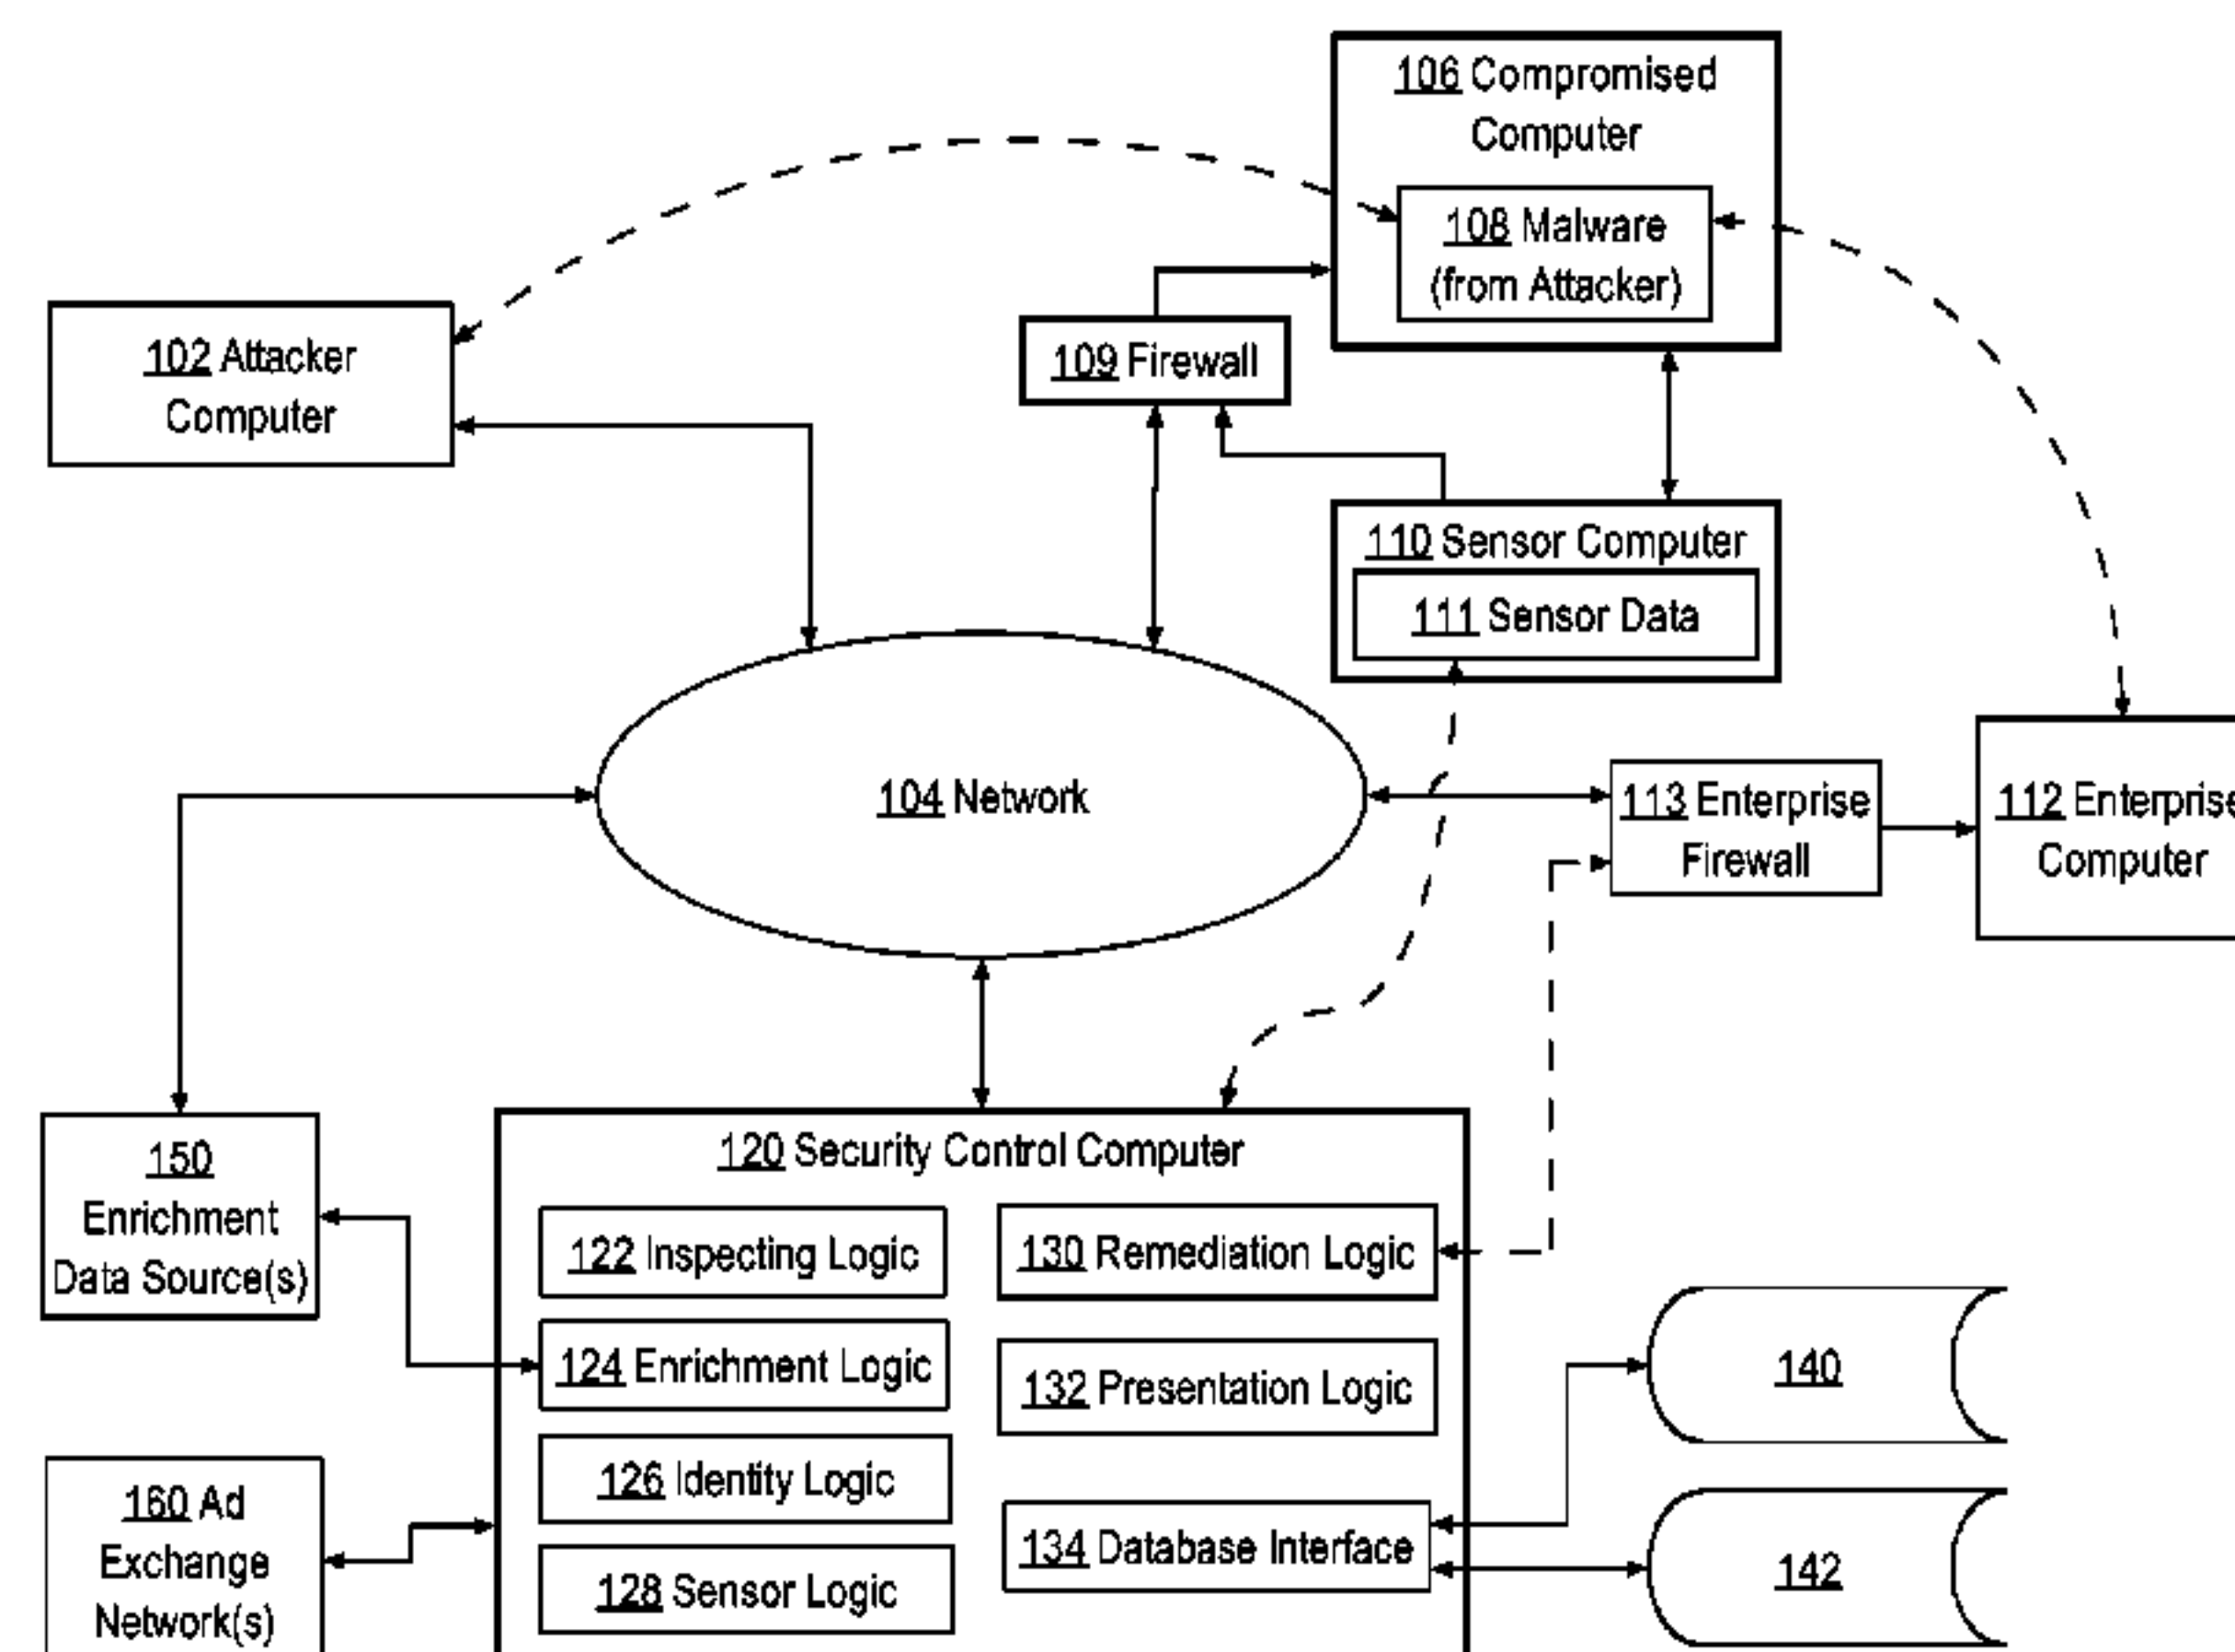 106 Compromised
Computer
108 Malware
(from Attacker)
102 Attacker
Computer
109 Firewall
110 Sensor Computer
111 Sensor Data
104 Network
113 Enterprise
Firewall
112 Enterprise
Computer
150
Enrichment
Data Source(s)
120 Security Control Computer
122 Inspecting Logic
130 Remediation Logic
124 Enrichment Logic
132 Presentation Logic
126 Identity Logic
134 Database Interface
128 Sensor Logic
140
142
160 Ad
Exchange
Network(s)